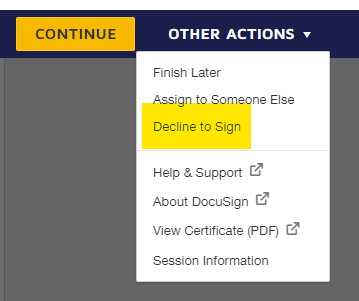 CONTINUE
OTHER ACTIONS
Finish Later
Assign to Someone Else
Decline to Sign
Help & Support
About DocuSign
View Certificate (PDF)
Session Information